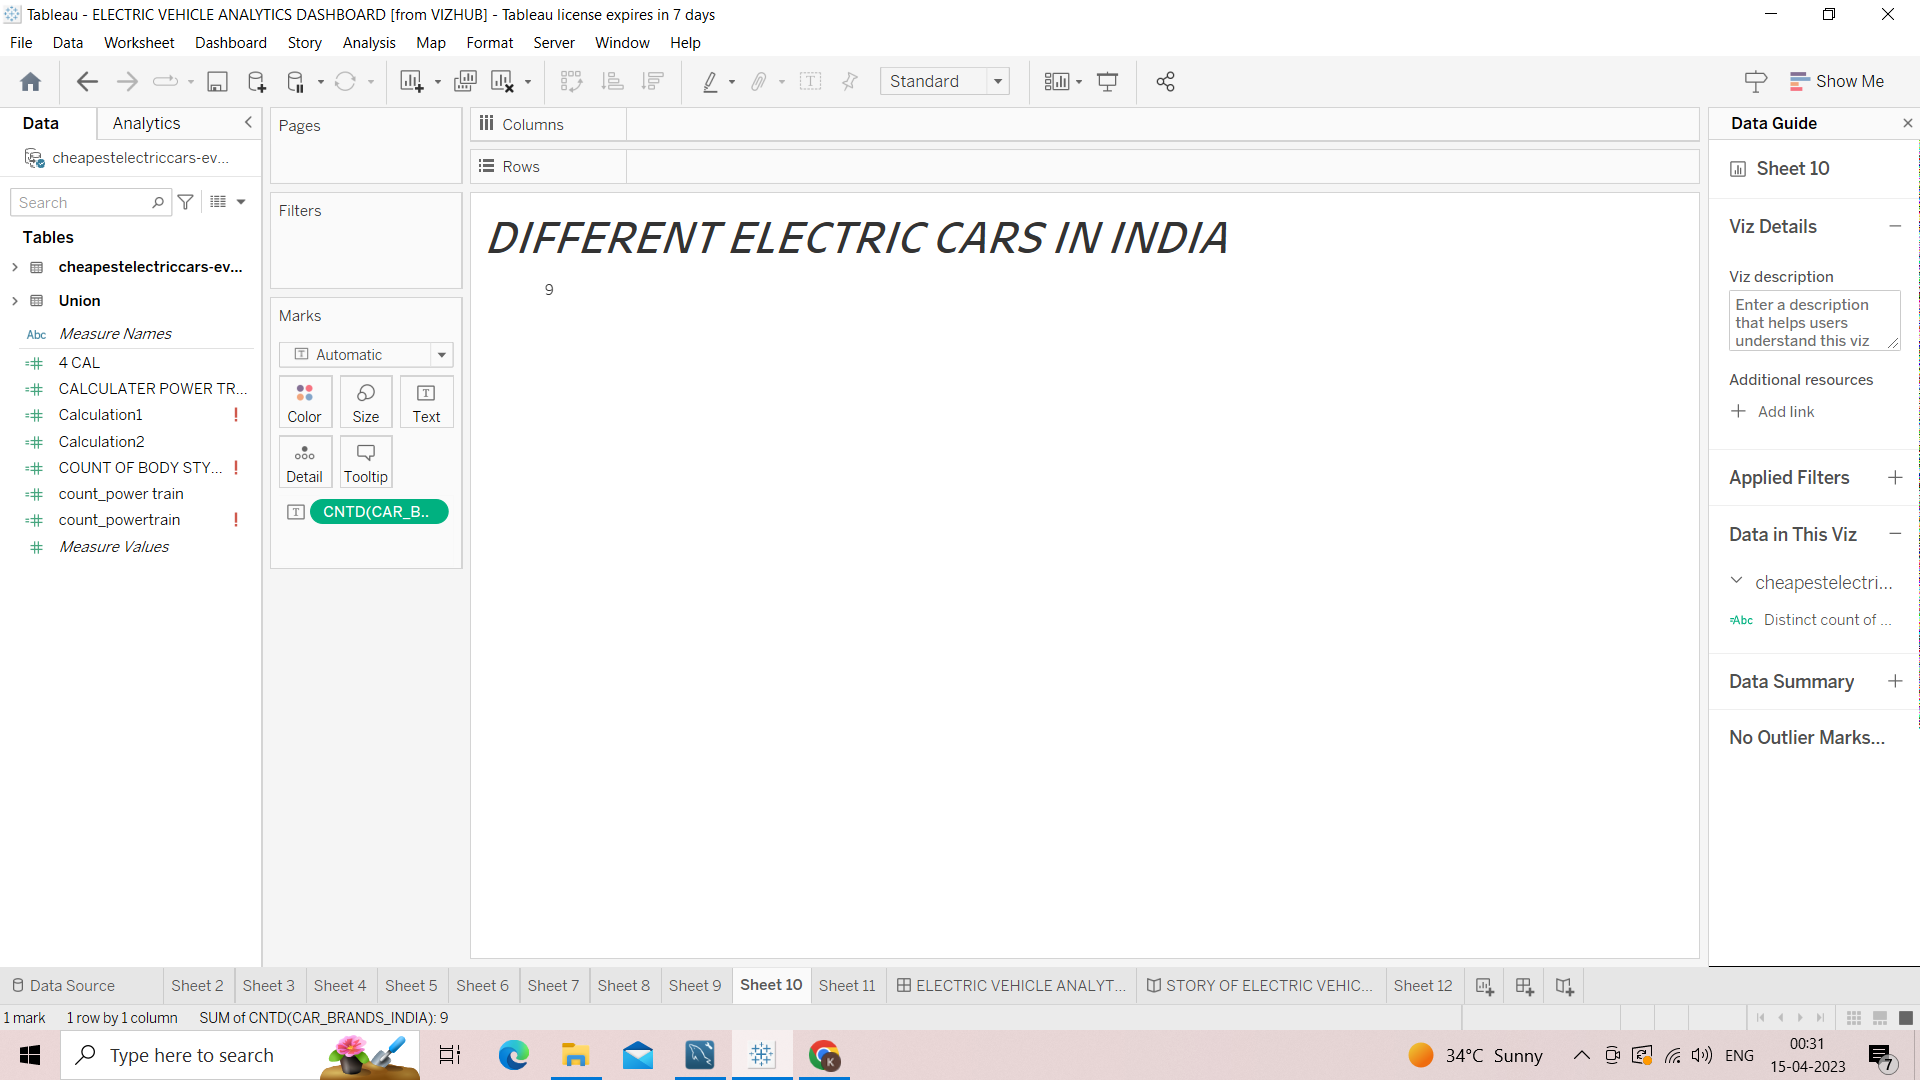 Tableau - ELECTRIC VEHICLE ANALYTICS DASHBOARD [from VIZHUB] - Tableau license expires in 7 days
File Data Worksheet Dashboard Story Analysis Map Format Server Window Help
Standard
Show Me
Data Analytics
cheapestelectriccars-ev...
Search
Tables
cheapestelectriccars-ev...
Union
Abc Measure Names
4 CAL
CALCULATER POWER TR...
Calculation1 !
Calculation2
COUNT OF BODY STY... !
count_power train
count_powertrain !
Measure Values
Pages
Filters
Marks
Automatic
Color Size Text
Detail Tooltip
CNTD(CAR_B..
Columns
Rows
DIFFERENT ELECTRIC CARS IN INDIA
9
Data Guide
Sheet 10
Viz Details
Viz description
Enter a description
that helps users
understand this viz
Additional resources
Add link
Applied Filters
Data in This Viz
cheapestelectri...
=Abc Distinct count of ...
Data Summary
No Outlier Marks...
Data Source Sheet 2 Sheet 3 Sheet 4 Sheet 5 Sheet 6 Sheet 7 Sheet 8 Sheet 9 Sheet 10 Sheet 11 ELECTRIC VEHICLE ANALYT... STORY OF ELECTRIC VEHIC... Sheet 12
1 mark 1 row by 1 column SUM of CNTD(CAR_BRANDS_INDIA): 9
Type here to search
K
34°C Sunny
ENG
00:31
15-04-2023
7